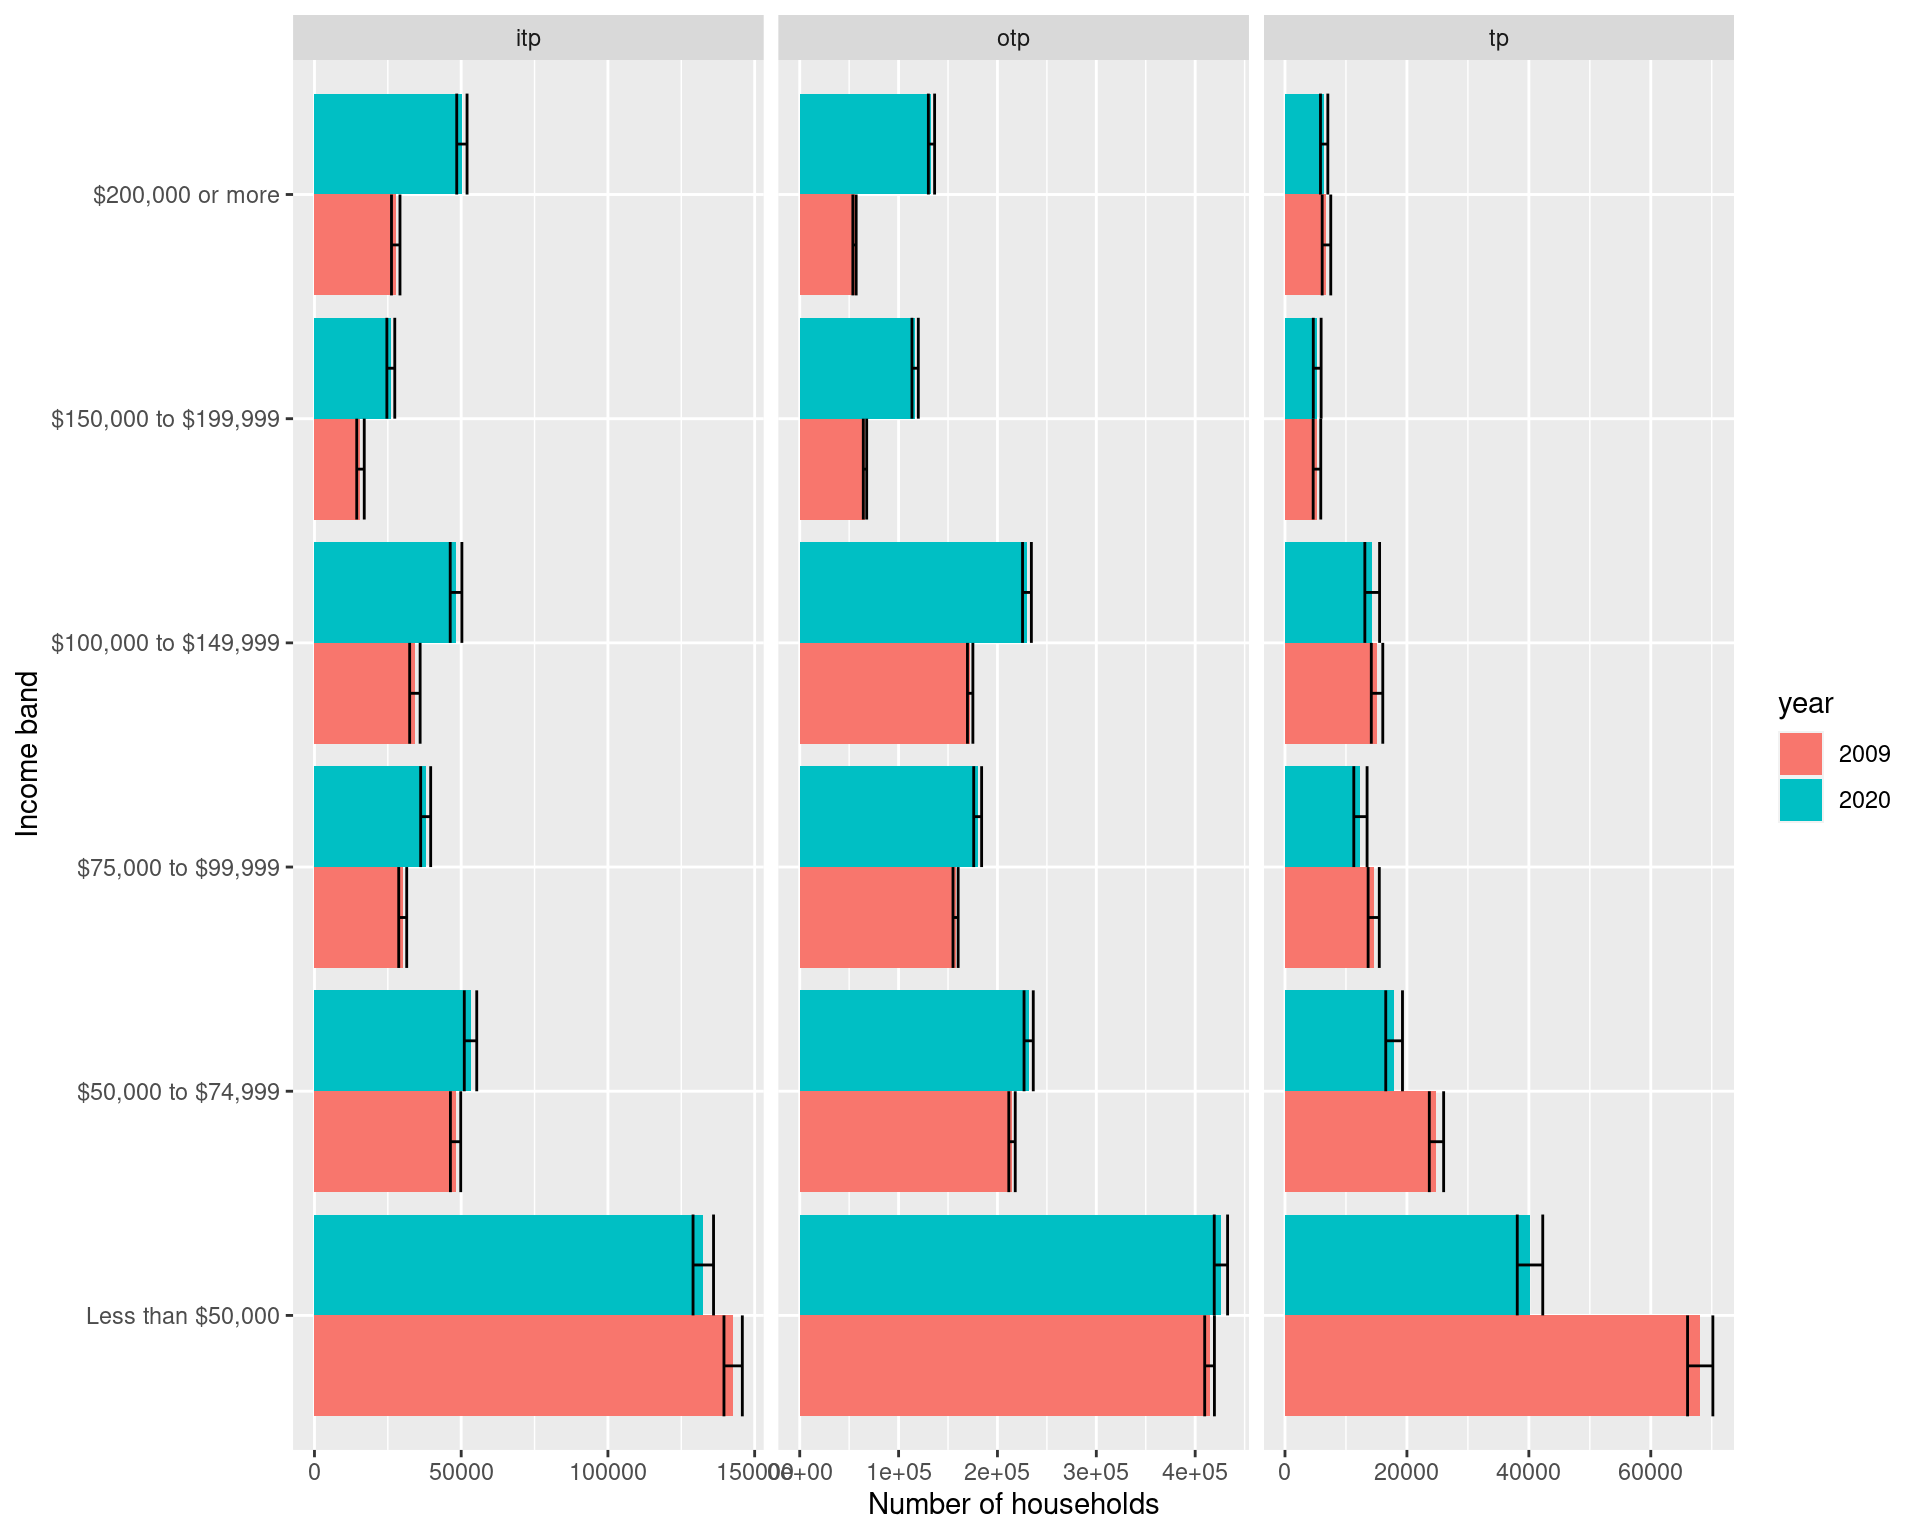 itp otp tp
$200,000 or more
$150,000 to $199,999
$100,000 to $149,999
$75,000 to $99,999
$50,000 to $74,999
Less than $50,000
Income band
year
2009
2020
0 50000 100000 150000 0e+00 1e+05 2e+05 3e+05 4e+05 0 20000 40000 60000
Number of households